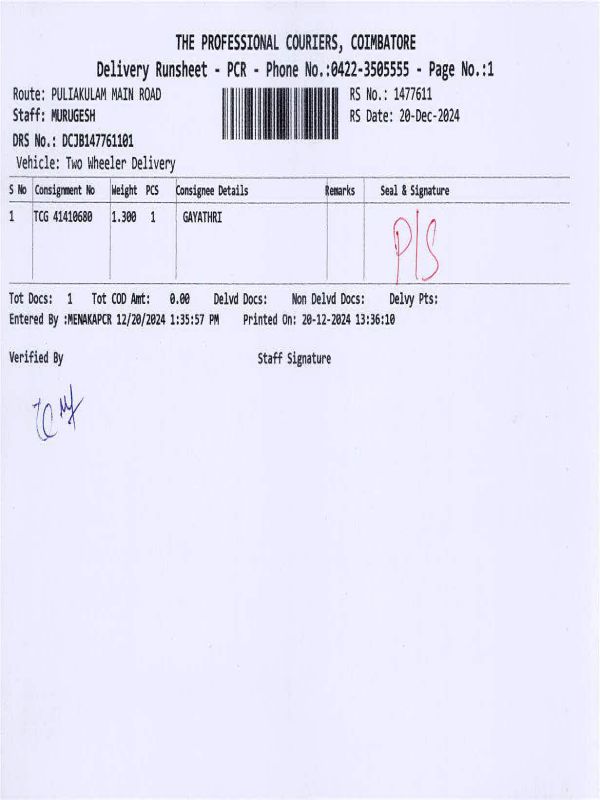 THE PROFESSIONAL COURIERS, COIMBATORE
Delivery Runsheet - PCR - Phone No.:0422-3505555 - Page No.:1
Route: PULIAKULAM MAIN ROAD RS No.: 1477611
Staff: MURUGESH RS Date: 20-Dec-2024
DRS No.: DCJB147761101
Vehicle: Two Wheeler Delivery
S No Consignment No Weight PCS Consignee Details Remarks Seal & Signature
1 TCG 41410680 1.300 1 GAYATHRI P/S
Tot Docs: 1 Tot COD Amt: 0.00 Delvd Docs: Non Delvd Docs: Delvy Pts:
Entered By :MENAKAPCR 12/20/2024 1:35:57 PM Printed On: 20-12-2024 13:36:10
Verified By Staff Signature